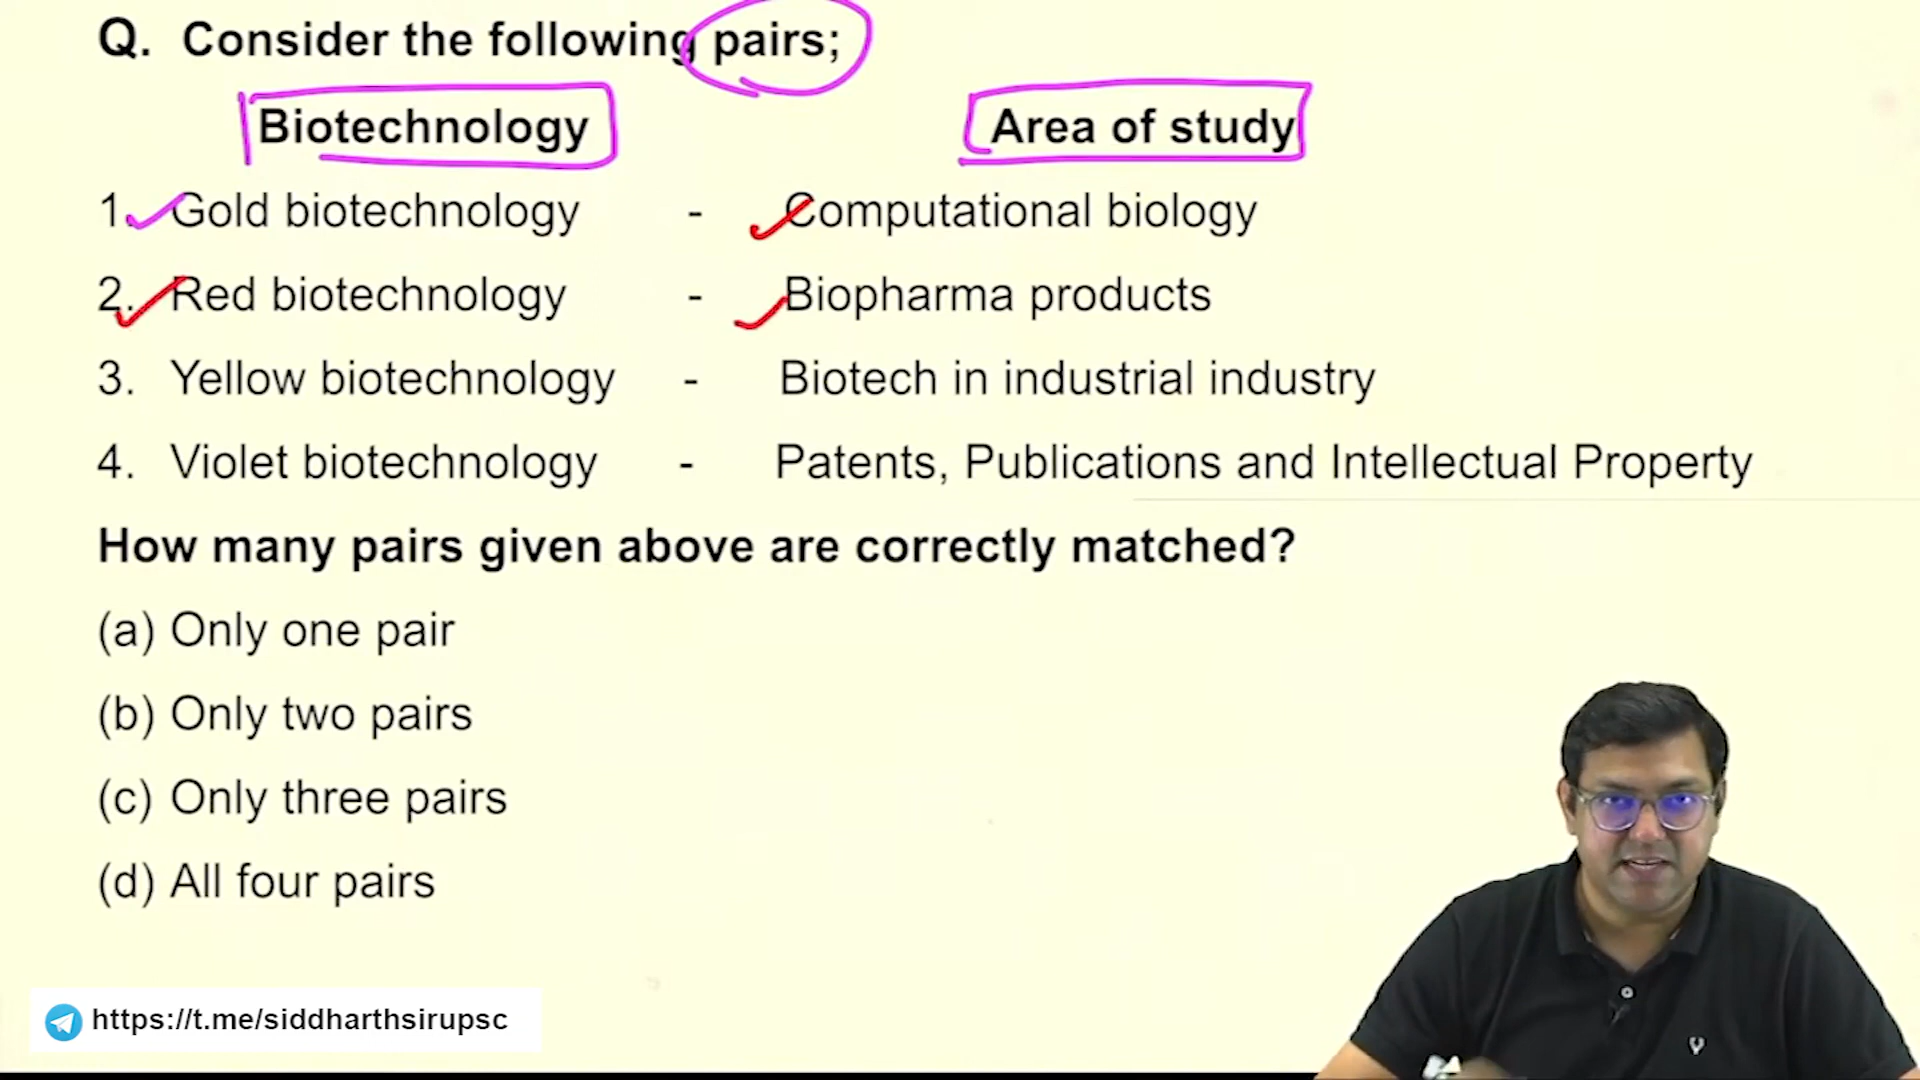 Q. Consider the following pairs;
Biotechnology Area of study
1. Gold biotechnology - Computational biology
2. Red biotechnology - Biopharma products
3. Yellow biotechnology - Biotech in industrial industry
4. Violet biotechnology - Patents, Publications and Intellectual Property
How many pairs given above are correctly matched?
(a) Only one pair
(b) Only two pairs
(c) Only three pairs
(d) All four pairs
https://t.me/siddharthsirupsc